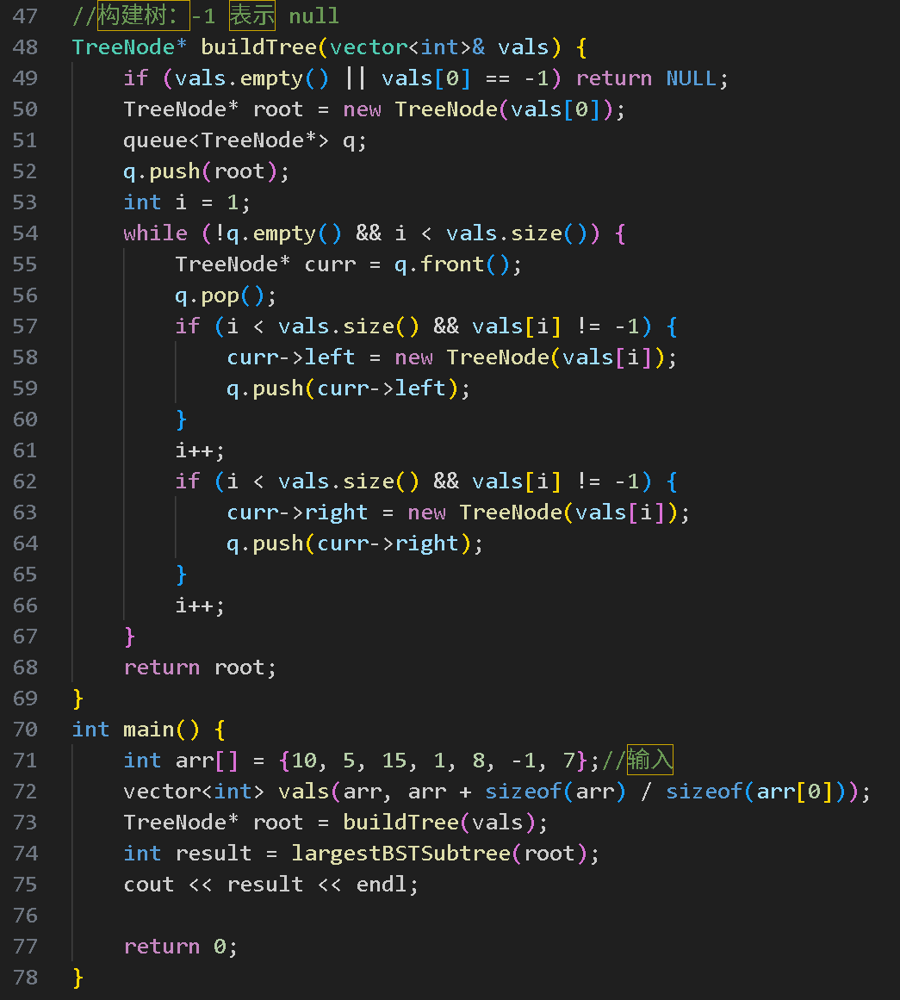 47 //构建树：-1 表示 null
48 TreeNode* buildTree(vector<int>& vals) {
49     if (vals.empty() || vals[0] == -1) return NULL;
50     TreeNode* root = new TreeNode(vals[0]);
51     queue<TreeNode*> q;
52     q.push(root);
53     int i = 1;
54     while (!q.empty() && i < vals.size()) {
55         TreeNode* curr = q.front();
56         q.pop();
57         if (i < vals.size() && vals[i] != -1) {
58             curr->left = new TreeNode(vals[i]);
59             q.push(curr->left);
60         }
61         i++;
62         if (i < vals.size() && vals[i] != -1) {
63             curr->right = new TreeNode(vals[i]);
64             q.push(curr->right);
65         }
66         i++;
67     }
68     return root;
69 }
70 int main() {
71     int arr[] = {10, 5, 15, 1, 8, -1, 7};//输入
72     vector<int> vals(arr, arr + sizeof(arr) / sizeof(arr[0]));
73     TreeNode* root = buildTree(vals);
74     int result = largestBSTSubtree(root);
75     cout << result << endl;
76
77     return 0;
78 }